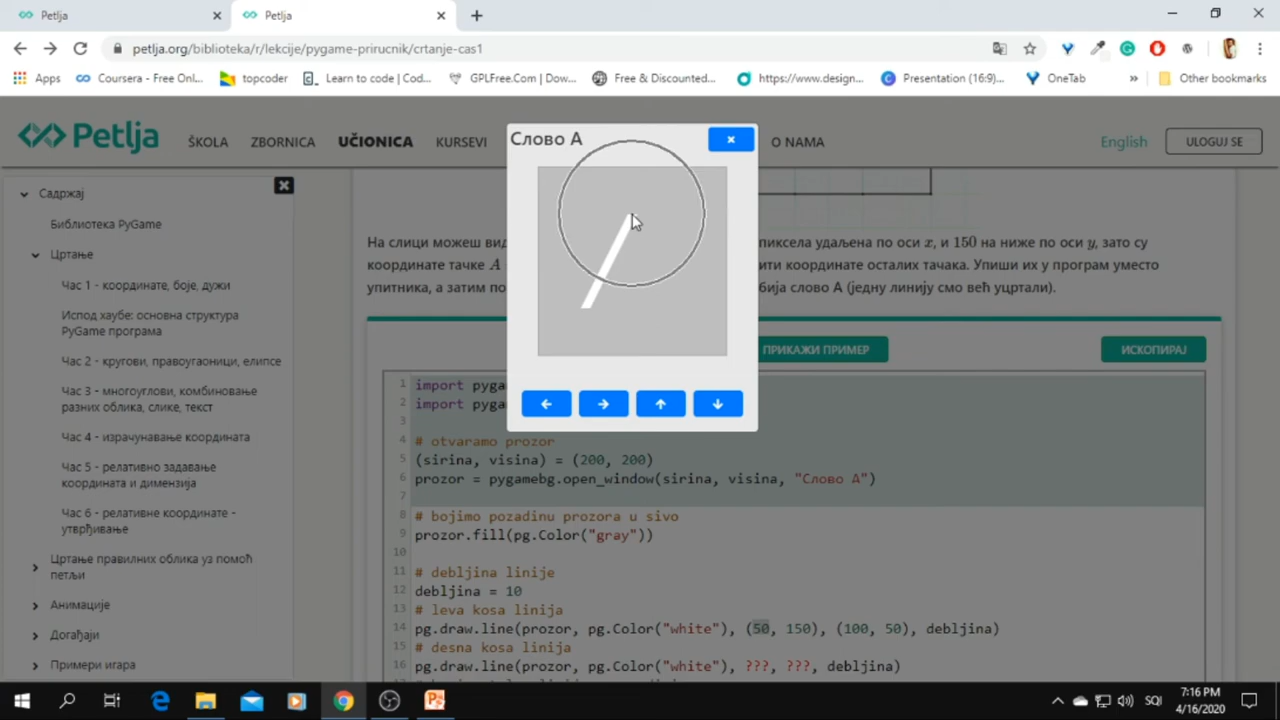 Petlja
Petlja
petlja.org/biblioteka/r/lekcije/pygame-prirucnik/crtanje-cas1
Apps
Coursera - Free Onl...
topcoder
Learn to code | Cod...
GPLFree.Com | Dow...
Free & Discounted...
https://www.design...
Presentation (16:9)...
OneTab
Other bookmarks
Petlja
ŠKOLA
ZBORNICA
UČIONICA
KURSEVI
O NAMA
English
ULOGUJ SE
Садржај
Библиотека PyGame
Цртање
Час 1 - координате, боје, дужи
Испод хаубе: основна структура
PyGame програма
Час 2 - кругови, правоугаоници, елипсе
Час 3 - многоуглови, комбиновање
разних облика, слике, текст
Час 4 - израчунавање координата
Час 5 - релативно задавање
координата и димензија
Час 6 - релативне координате -
утврђивање
Цртање правилних облика уз помоћ
петљи
Анимације
Догађаји
Примери игара
Слово А
На слици можеш вид пиксела удаљена по оси x, и 150 на ниже по оси y, зато су
координате тачке A ити координате осталих тачака. Упиши их у програм уместо
упитника, а затим по бија слово А (једну линију смо већ уцртали).
ПРИКАЖИ ПРИМЕР
ИСКОПИРАЈ
1 import pyg
2 import pyg
3
4 # otvaramo prozor
5 (sirina, visina) = (200, 200)
6 prozor = pygamebg.open_window(sirina, visina, "Слово А")
7
8 # bojimo pozadinu prozora u sivo
9 prozor.fill(pg.Color("gray"))
10
11 # debljina linije
12 debljina = 10
13 # leva kosa linija
14 pg.draw.line(prozor, pg.Color("white"), (50, 150), (100, 50), debljina)
15 # desna kosa linija
16 pg.draw.line(prozor, pg.Color("white"), ???, ???, debljina)
SQI
7:16 PM
4/16/2020